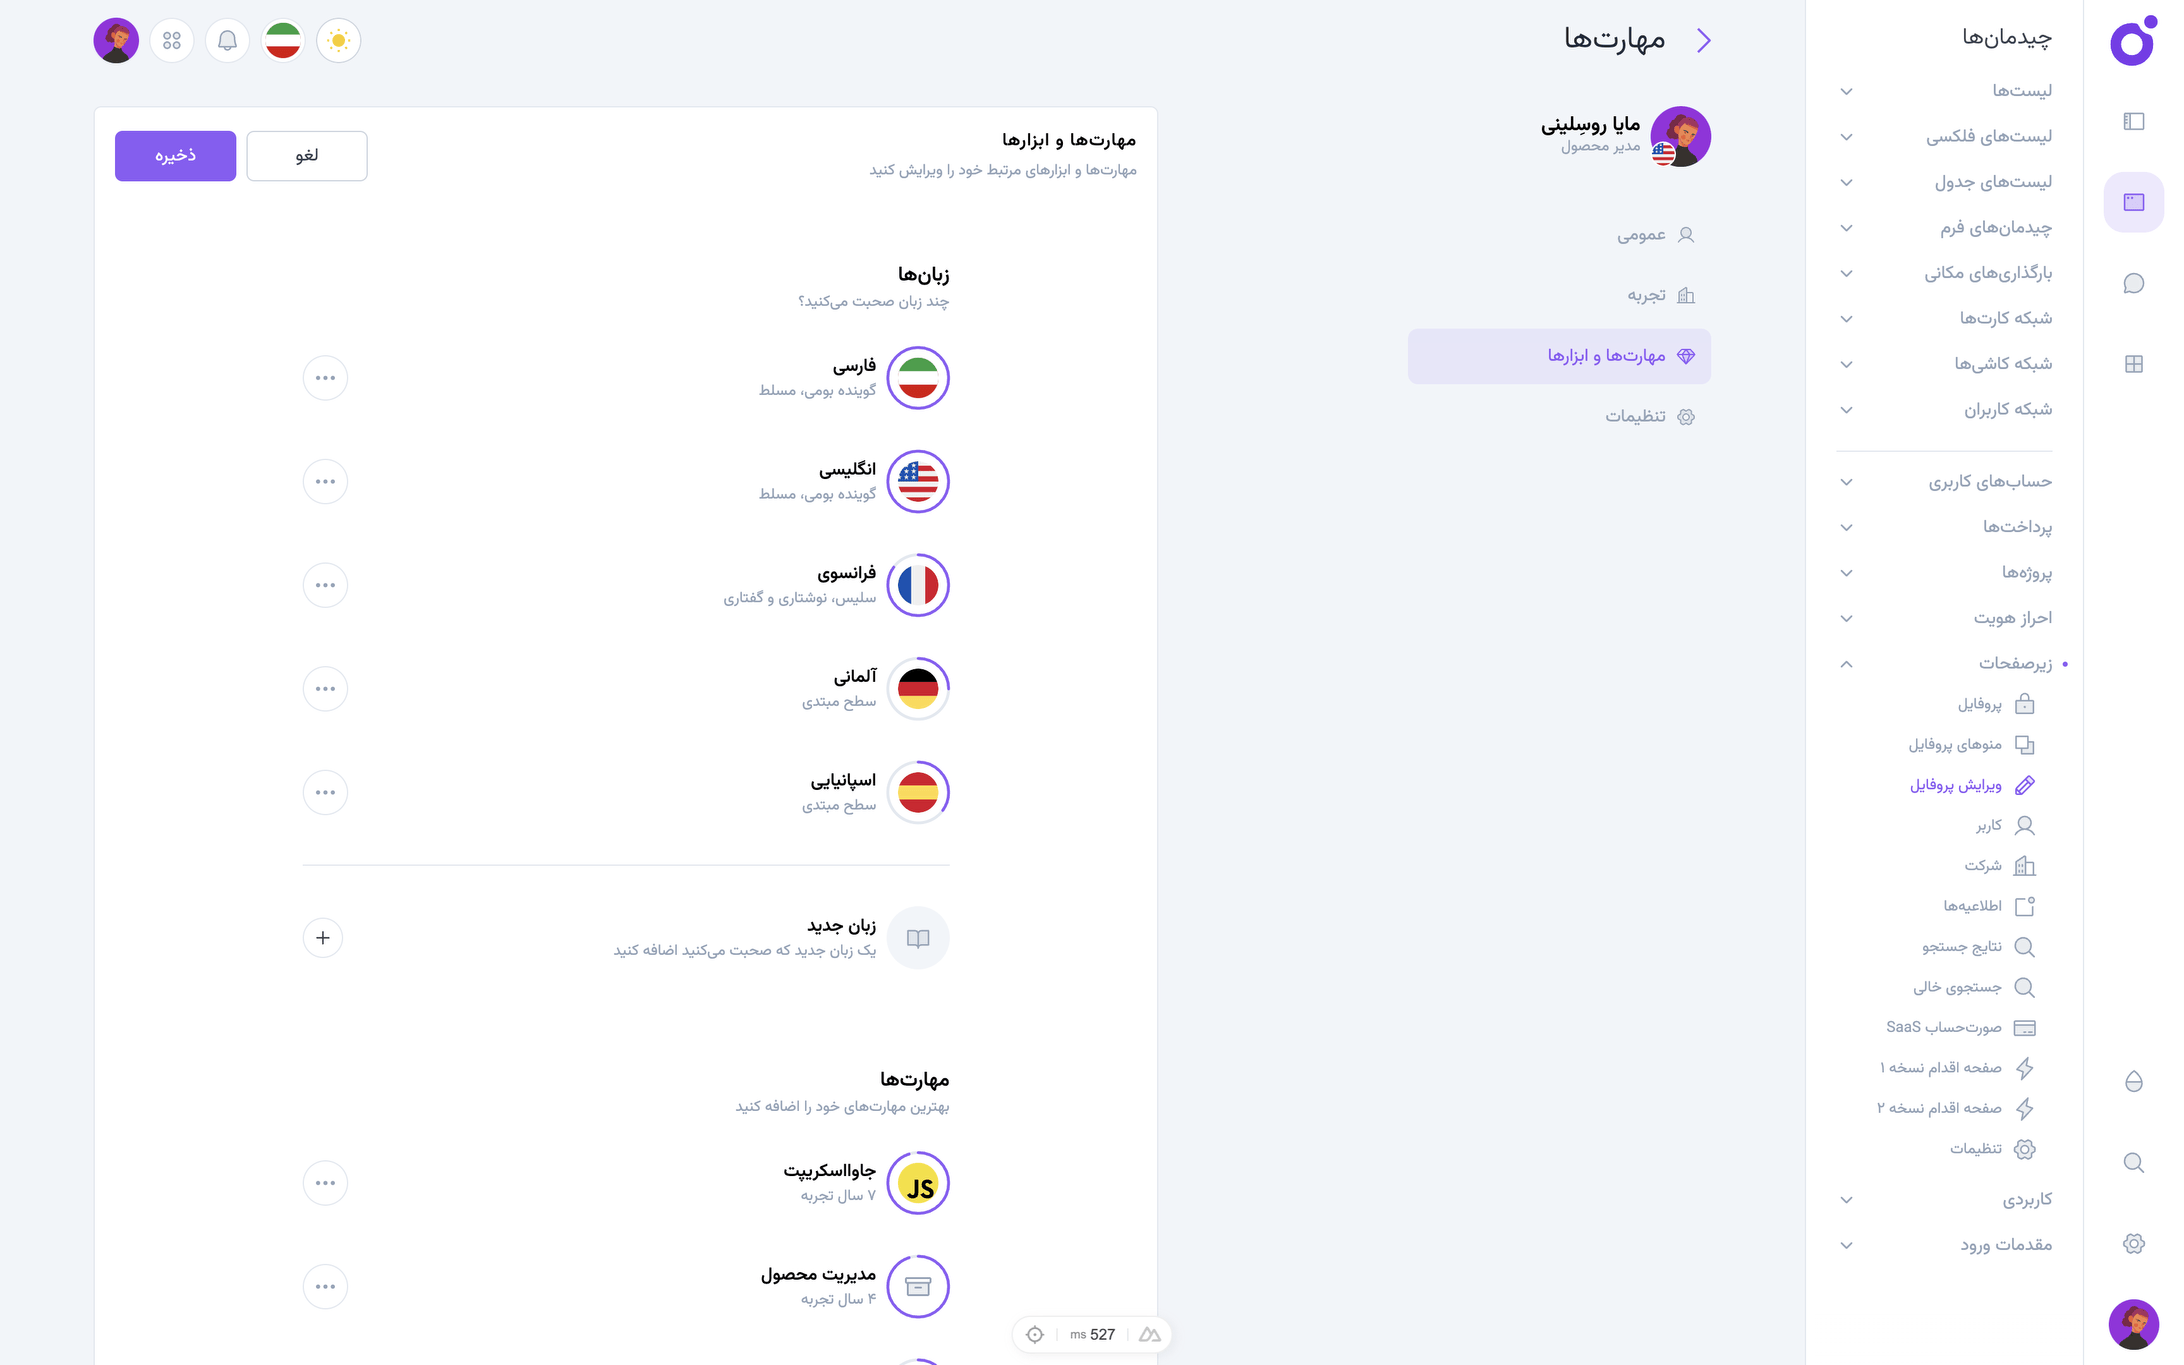 چیدمان‌ها
لیست‌ها
لیست‌های فلکسی
لیست‌های جدول
چیدمان‌های فرم
بارگذاری‌های مکانی
شبکه کارت‌ها
شبکه کاشی‌ها
شبکه کاربران
حساب‌های کاربری
پرداخت‌ها
پروژه‌ها
احراز هویت
زیرصفحات
پروفایل
منوهای پروفایل
ویرایش پروفایل
کاربر
شرکت
اطلاعیه‌ها
نتایج جستجو
جستجوی خالی
صورت‌حساب SaaS
صفحه اقدام نسخه ۱
صفحه اقدام نسخه ۲
تنظیمات
کاربردی
مقدمات ورود
مهارت‌ها
مایا روسِلینی
مدیر محصول
عمومی
تجربه
مهارت‌ها و ابزارها
تنظیمات
مهارت‌ها و ابزارها
مهارت‌ها و ابزارهای مرتبط خود را ویرایش کنید
لغو
ذخیره
زبان‌ها
چند زبان صحبت می‌کنید؟
فارسی
گوینده بومی، مسلط
انگلیسی
گوینده بومی، مسلط
فرانسوی
سلیس، نوشتاری و گفتاری
آلمانی
سطح مبتدی
اسپانیایی
سطح مبتدی
زبان جدید
یک زبان جدید که صحبت می‌کنید اضافه کنید
مهارت‌ها
بهترین مهارت‌های خود را اضافه کنید
JS
جاوااسکریپت
۷ سال تجربه
مدیریت محصول
۴ سال تجربه
527 ms